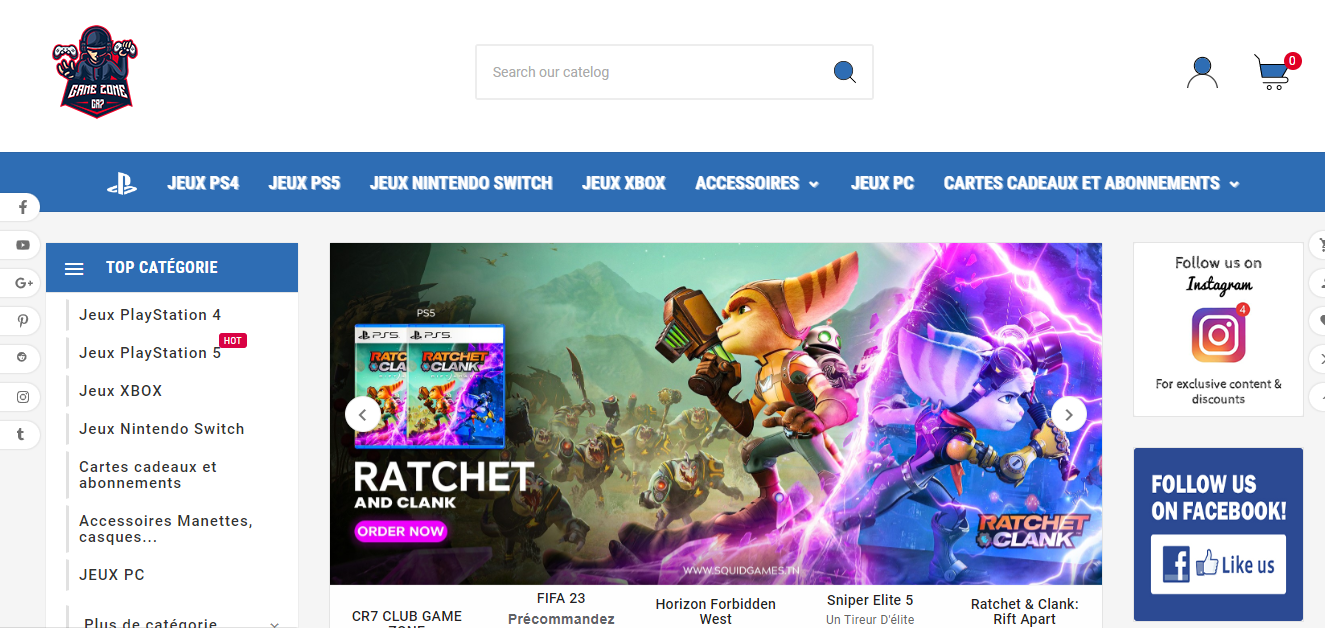 GAME ZONE
CR7
Search our catelog
0
JEUX PS4
JEUX PS5
JEUX NINTENDO SWITCH
JEUX XBOX
ACCESSOIRES
JEUX PC
CARTES CADEAUX ET ABONNEMENTS
TOP CATÉGORIE
Jeux PlayStation 4
HOT
Jeux PlayStation 5
Jeux XBOX
Jeux Nintendo Switch
Cartes cadeaux et
abonnements
Accessoires Manettes,
casques...
JEUX PC
Plus de catégorie
PS5
PS5
PS5
RATCHET
AND CLANK
ORDER NOW
RATCHET
CLANK
WWW.SQUIDGAMES.TN
CR7 CLUB GAME
ZONE
FIFA 23
Précommandez
Horizon Forbidden
West
Sniper Elite 5
Un Tireur D'élite
Ratchet & Clank:
Rift Apart
Follow us on
Instagram
4
For exclusive content &
discounts
FOLLOW US
ON FACEBOOK!
Like us